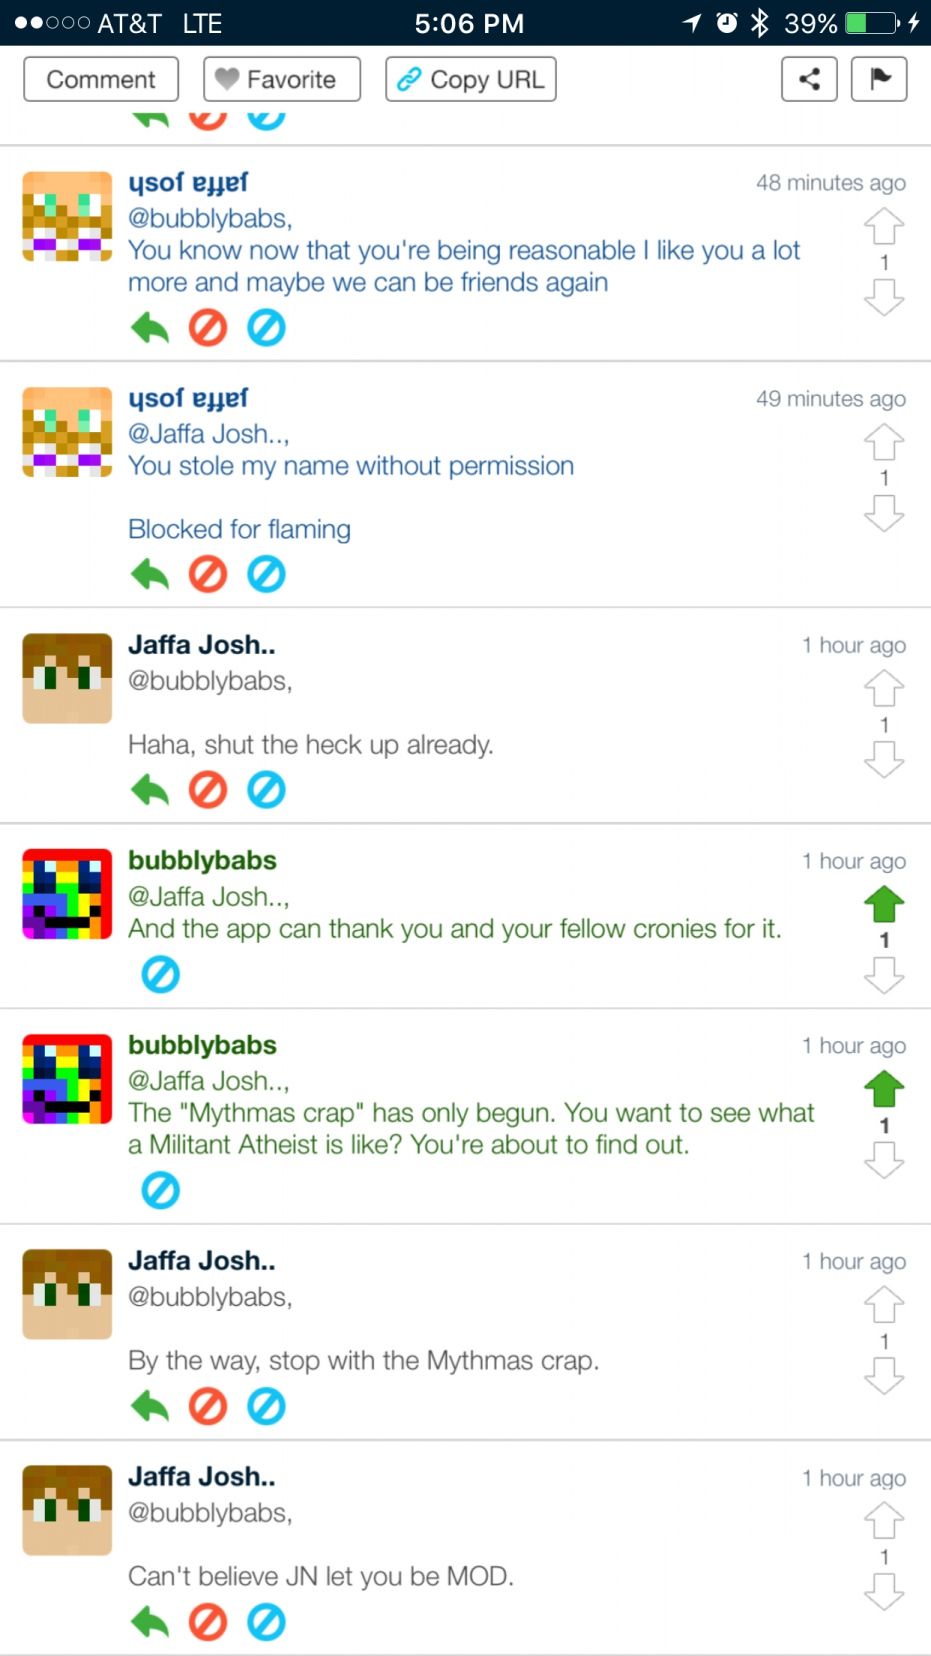 AT&T LTE 5:06 PM 39%
Comment Favorite Copy URL
ɥsoſ ɐɟɟɐſ 48 minutes ago
@bubblybabs,
You know now that you're being reasonable I like you a lot
1
more and maybe we can be friends again
ɥsoſ ɐɟɟɐſ 49 minutes ago
@Jaffa Josh..,
You stole my name without permission
1
Blocked for flaming
Jaffa Josh.. 1 hour ago
@bubblybabs,
1
Haha, shut the heck up already.
bubblybabs 1 hour ago
@Jaffa Josh..,
And the app can thank you and your fellow cronies for it.
1
bubblybabs 1 hour ago
@Jaffa Josh..,
The "Mythmas crap" has only begun. You want to see what
1
a Militant Atheist is like? You're about to find out.
Jaffa Josh.. 1 hour ago
@bubblybabs,
1
By the way, stop with the Mythmas crap.
Jaffa Josh.. 1 hour ago
@bubblybabs,
1
Can't believe JN let you be MOD.